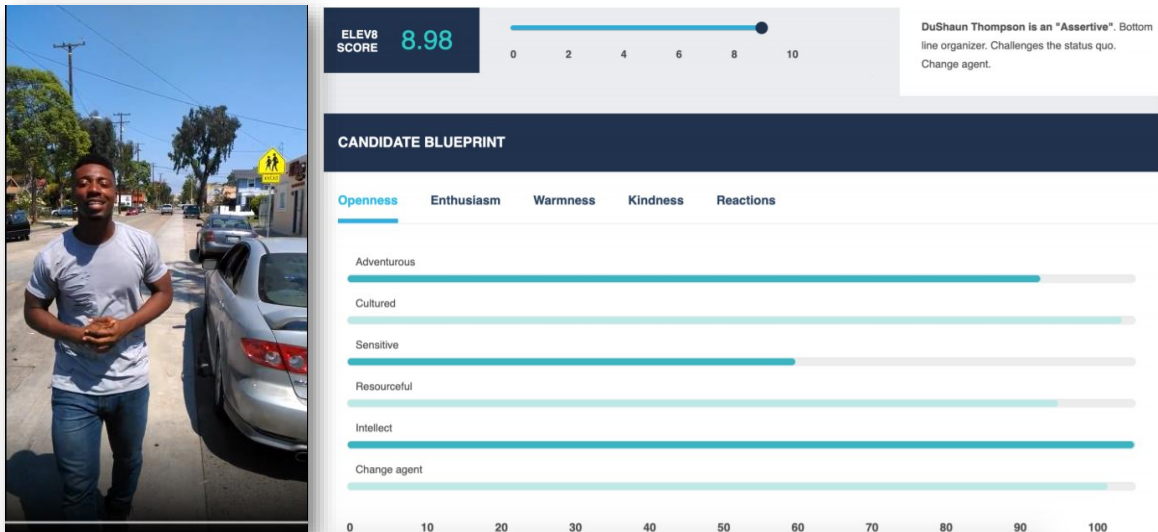 ELEV8
SCORE
8.98
0 2 4 6 8 10
DuShaun Thompson is an "Assertive". Bottom
line organizer. Challenges the status quo.
Change agent.
CANDIDATE BLUEPRINT
Openness Enthusiasm Warmness Kindness Reactions
Adventurous
Cultured
Sensitive
Resourceful
Intellect
Change agent
0 10 20 30 40 50 60 70 80 90 100